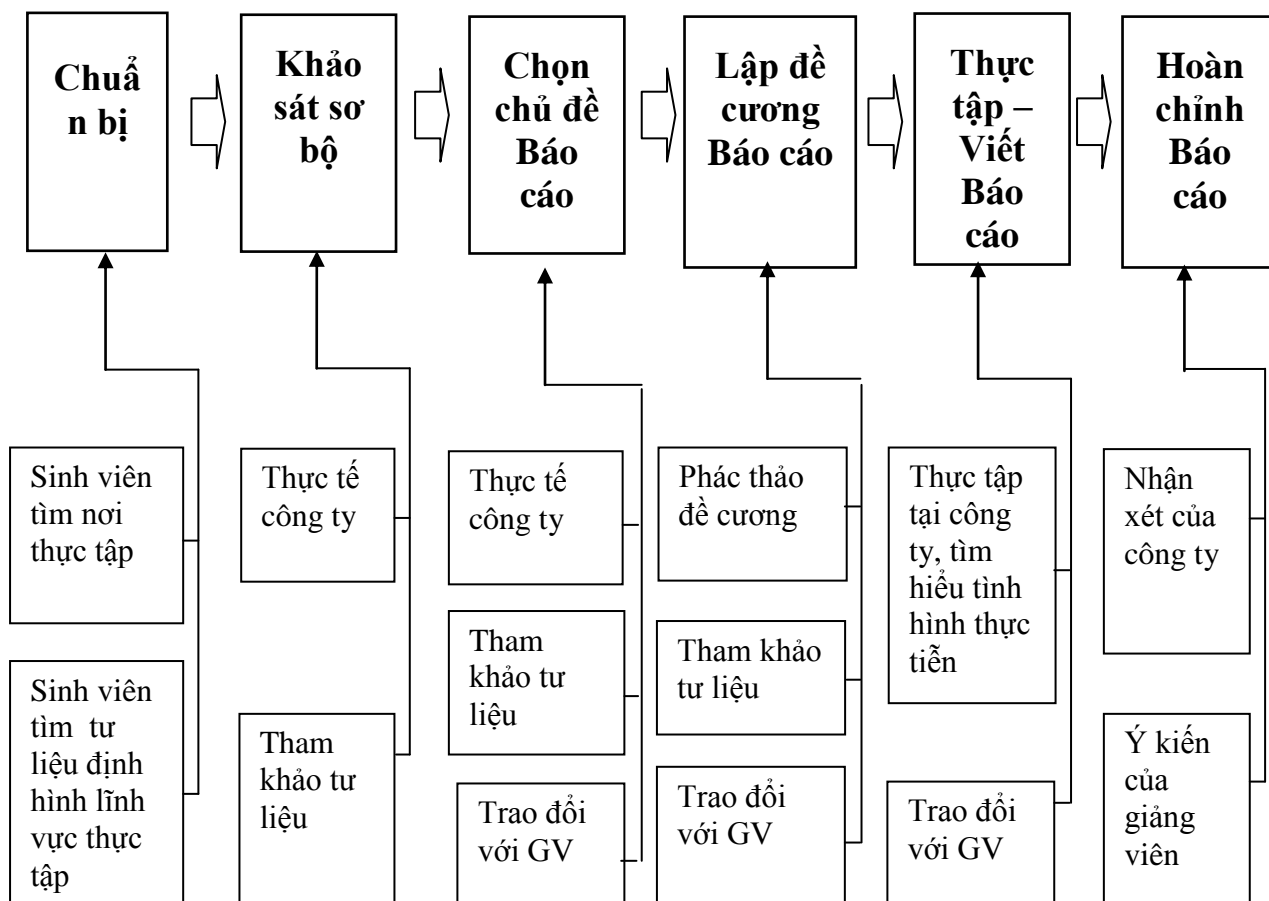 Chuẩ
n bị
Khảo
sát sơ
bộ
Chọn
chủ đề
Báo
cáo
Lập đề
cương
Báo cáo
Thực
tập –
Viết
Báo
cáo
Hoàn
chỉnh
Báo
cáo
Sinh viên
tìm nơi
thực tập
Sinh viên
tìm tư
liệu định
hình lĩnh
vực thực
tập
Thực tế
công ty
Tham
khảo tư
liệu
Thực tế
công ty
Tham
khảo tư
liệu
Trao đổi
với GV
Phác thảo
đề cương
Tham khảo
tư liệu
Trao đổi
với GV
Thực tập
tại công
ty, tìm
hiểu tình
hình thực
tiễn
Trao đổi
với GV
Nhận
xét của
công ty
Ý kiến
của
giảng
viên